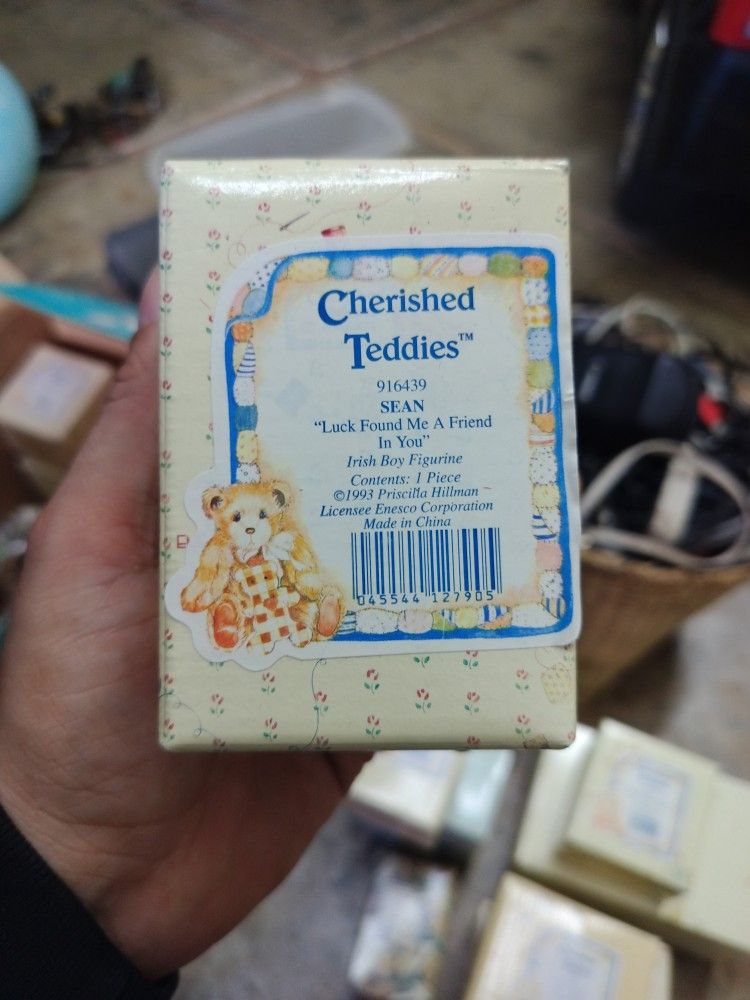 Cherished
Teddies™
916439
SEAN
"Luck Found Me A Friend
In You"
Irish Boy Figurine
Contents: 1 Piece
©1993 Priscilla Hillman
Licensee Enesco Corporation
Made in China
045544 127905